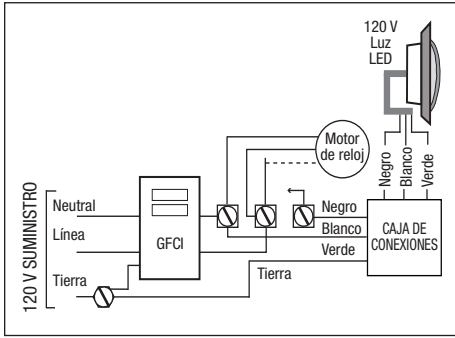 120 V
Luz
LED
Motor
de reloj
Negro
Blanco
Verde
120 V SUMINISTRO
Neutral
Línea
Tierra
GFCI
Negro
Blanco
Verde
Tierra
CAJA DE
CONEXIONES